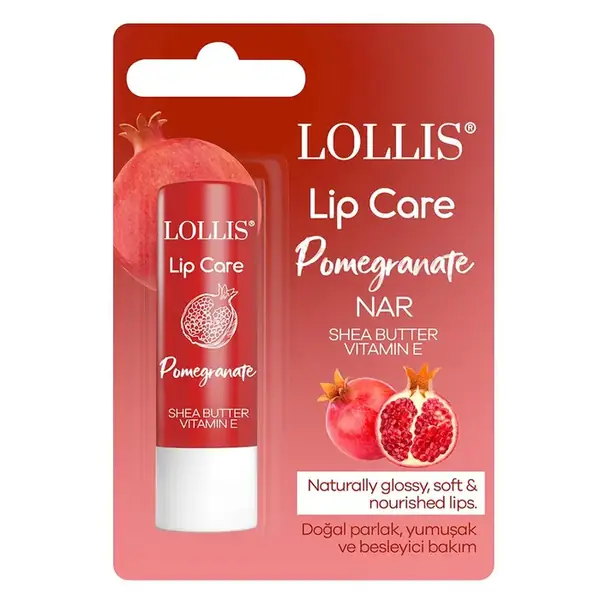 LOLLIS®
Lip Care
Pomegranate
NAR
SHEA BUTTER
VITAMIN E
Naturally glossy, soft &
nourished lips.
Doğal parlak, yumuşak
ve besleyici bakım
LOLLIS®
Lip Care
Pomegranate
SHEA BUTTER
VITAMIN E